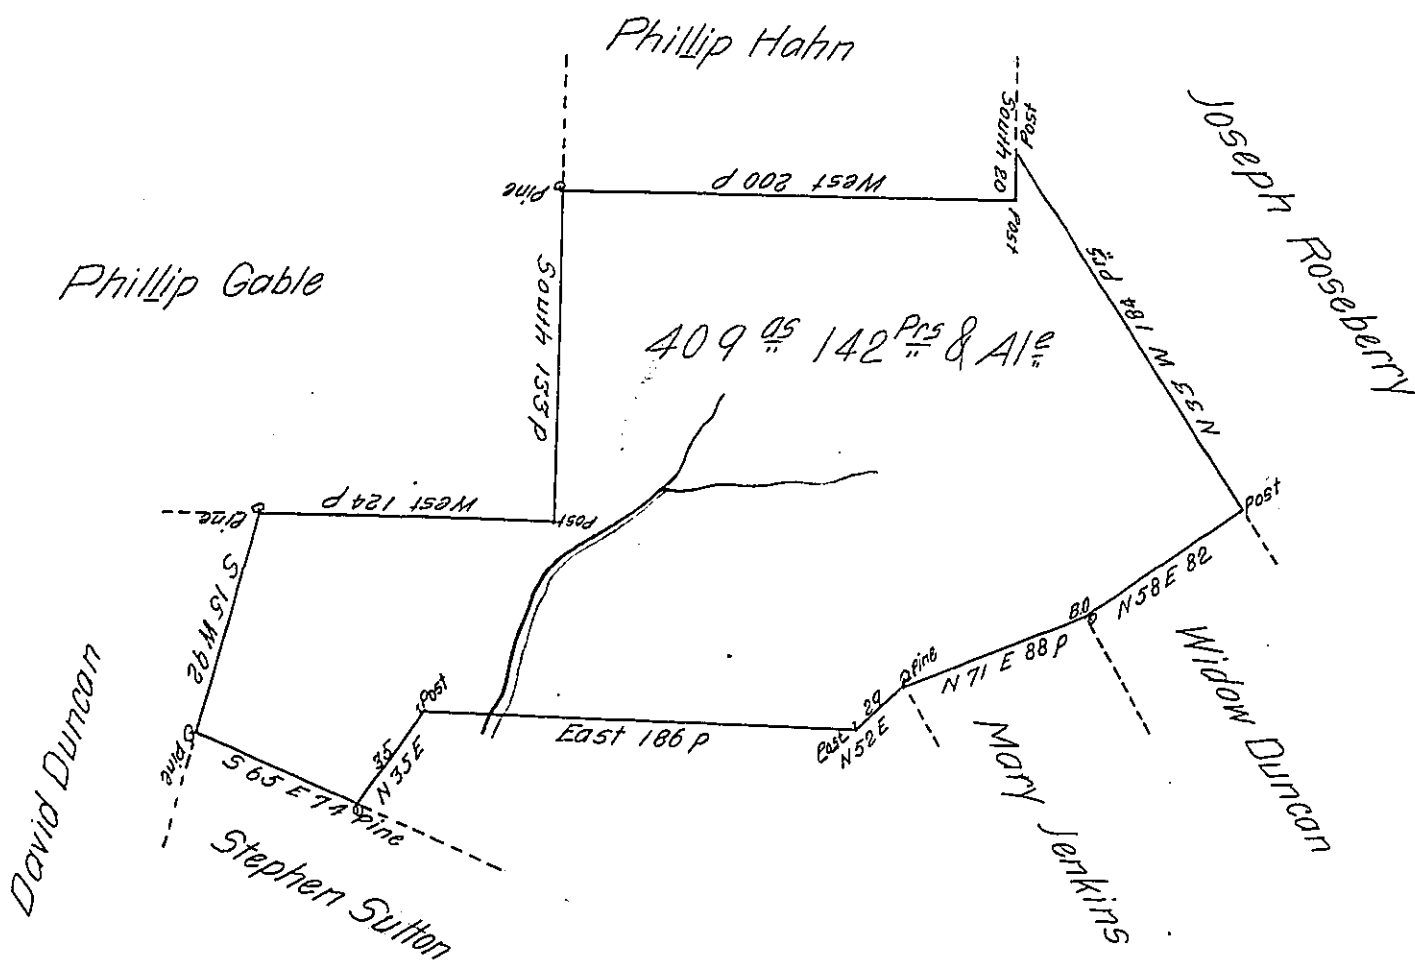 Phillip Hahn
Joseph Roseberry
South 20
Post
West 200 p
Pine
Post
N 33 W 184 prs
Phillip Gable
South 153 p
409 as 142 Prs & Ale
West 124 p
Pine
Post
Post
N 58 E 82
B.O
S 15 W 92
N 71 E 88 p
Pine
Widow Duncan
29
N 52 E
Post
East 186 p
Post
35
N 35 E
Pine
S 65 E 74
Pine
Mary Jenkins
David Duncan
Stephen Sutton